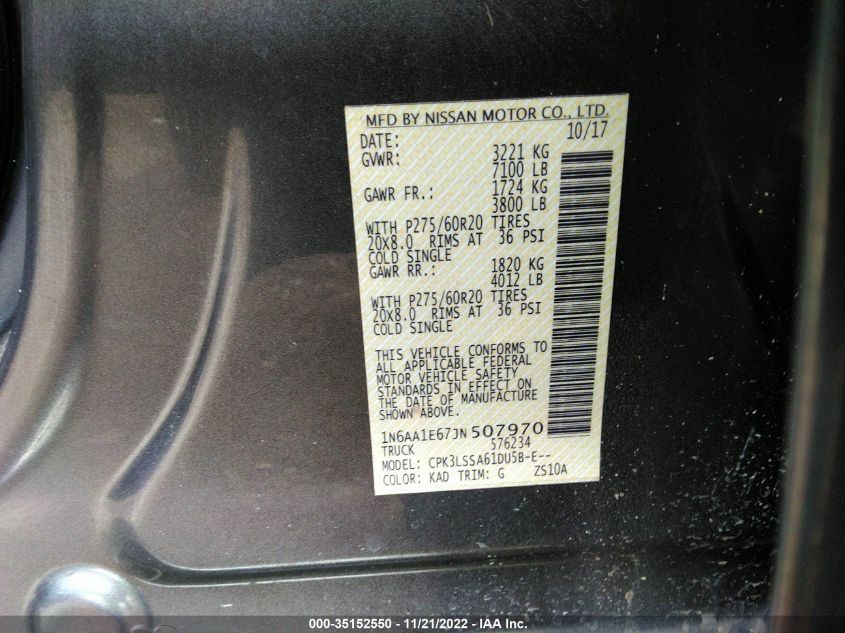 MFD BY NISSAN MOTOR CO., LTD.
DATE: 10/17
GVWR: 3221 KG
7100 LB
GAWR FR.: 1724 KG
3800 LB
WITH P275/60R20 TIRES
20X8.0 RIMS AT 36 PSI
COLD SINGLE
GAWR RR.: 1820 KG
4012 LB
WITH P275/60R20 TIRES
20X8.0 RIMS AT 36 PSI
COLD SINGLE
THIS VEHICLE CONFORMS TO
ALL APPLICABLE FEDERAL
MOTOR VEHICLE SAFETY
STANDARDS IN EFFECT ON
THE DATE OF MANUFACTURE
SHOWN ABOVE.
1N6AA1E67JN507970
TRUCK 576234
MODEL: CPK3LSSA61DU5B-E--
COLOR: KAD TRIM: G ZS10A
000-35152550 - 11/21/2022 - IAA Inc.